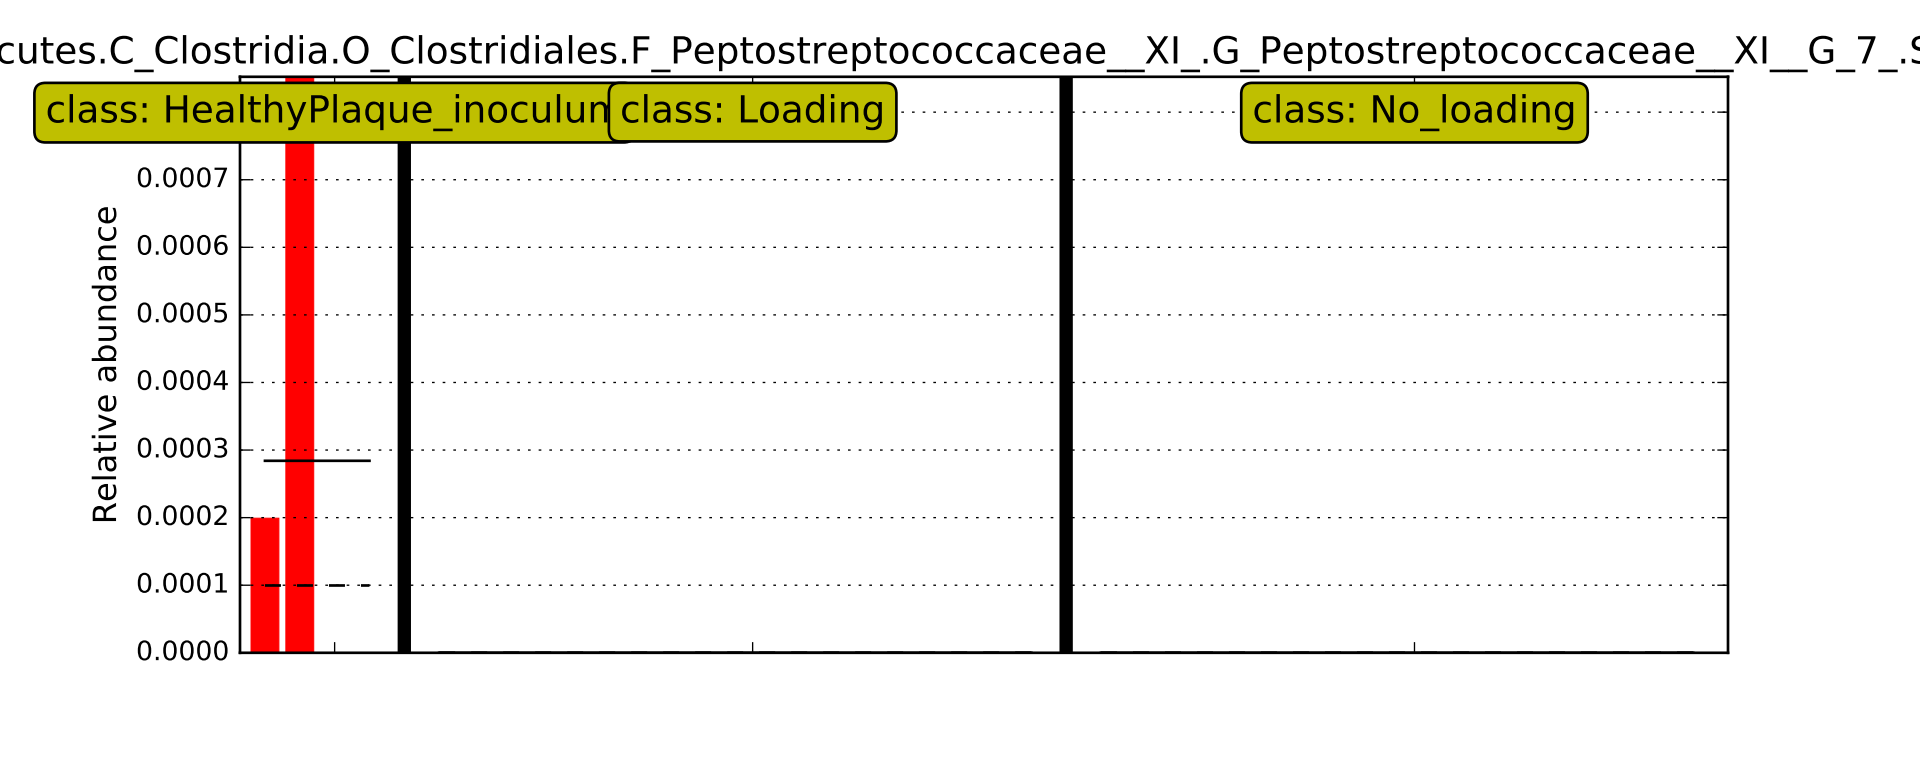 cutes.C_Clostridia.O_Clostridiales.F_Peptostreptococcaceae__XI_.G_Peptostreptococcaceae__XI__G_7_.S
class: HealthyPlaque_inoculum
class: Loading
class: No_loading
0.0007
0.0006
0.0005
0.0004
0.0003
0.0002
0.0001
0.0000
Relative abundance